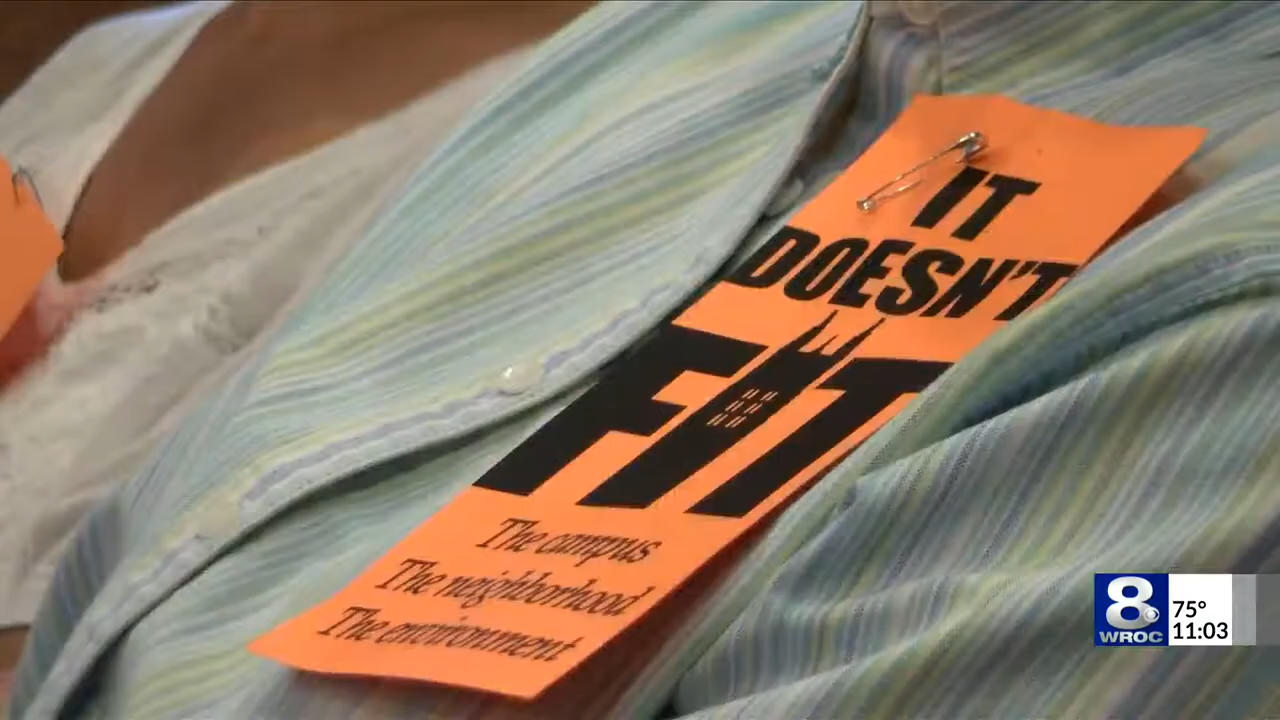 IT
DOESN'T
FIT
The campus
The neighborhood
The environment
8
WROC
75°
11:03